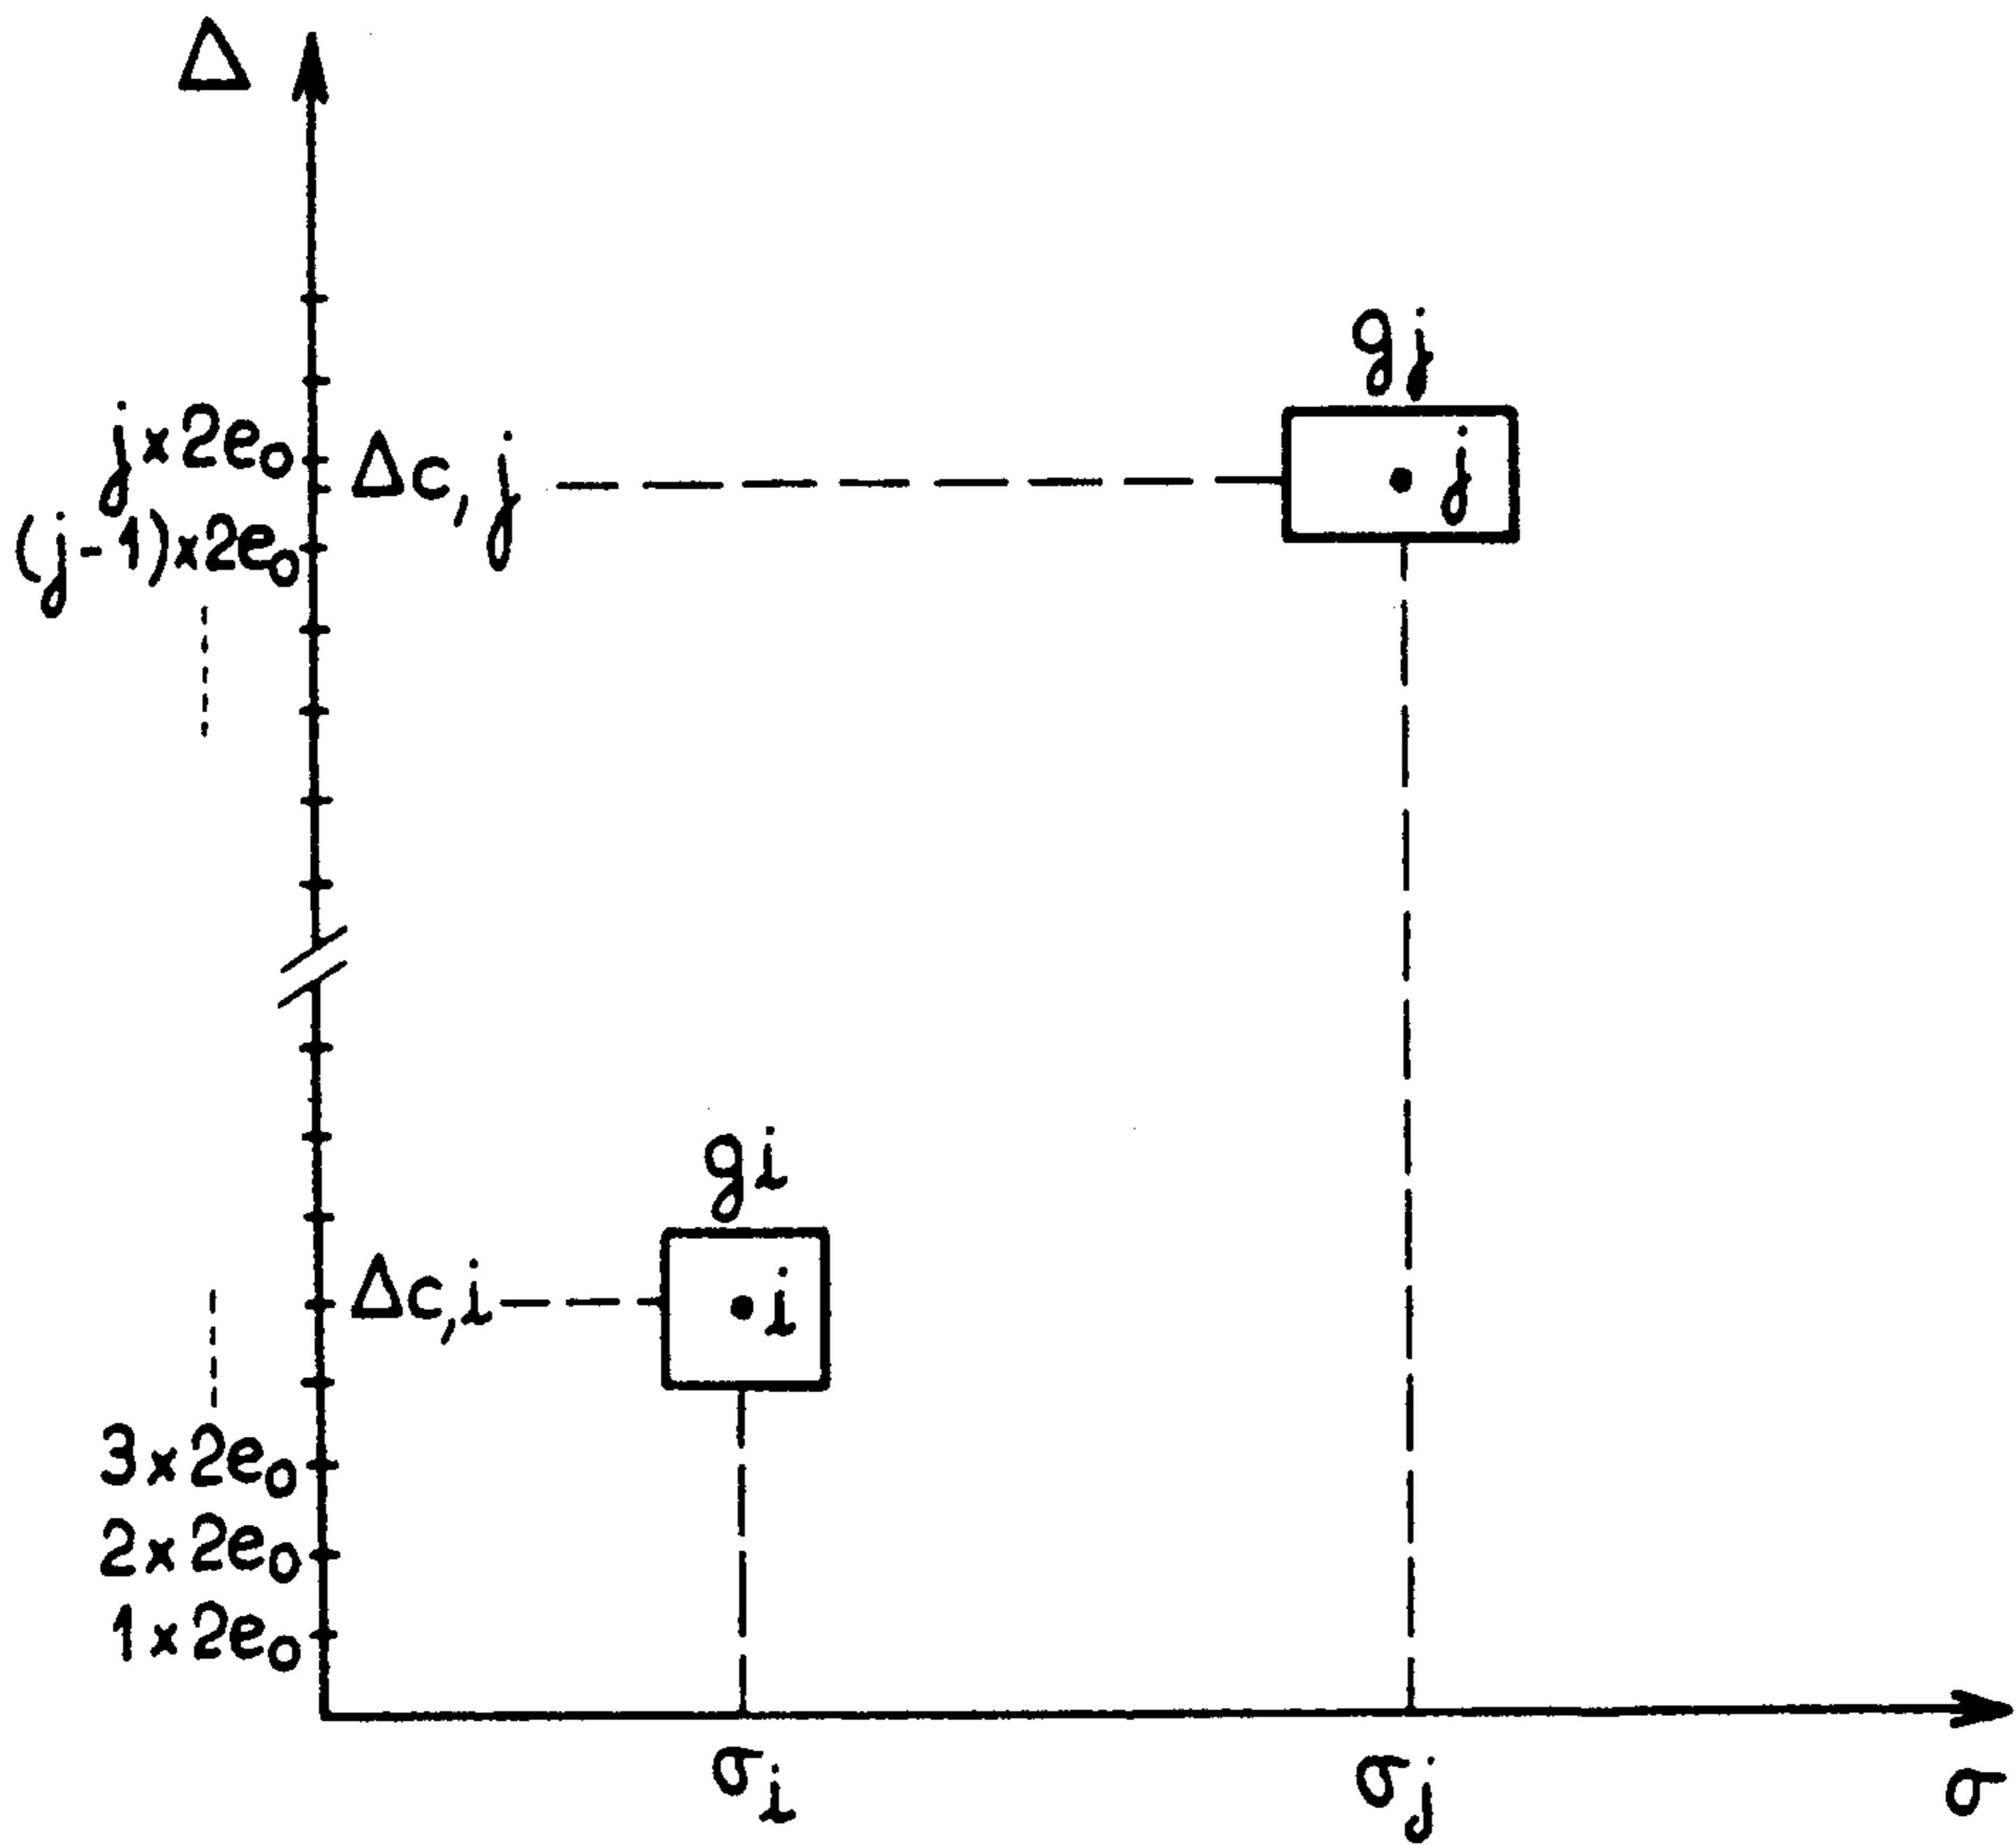 Δ
gj
j×2e₀
Δc,j
j
(j-1)×2e₀
gi
Δc,i
i
3×2e₀
2×2e₀
1×2e₀
σᵢ
σⱼ
σ